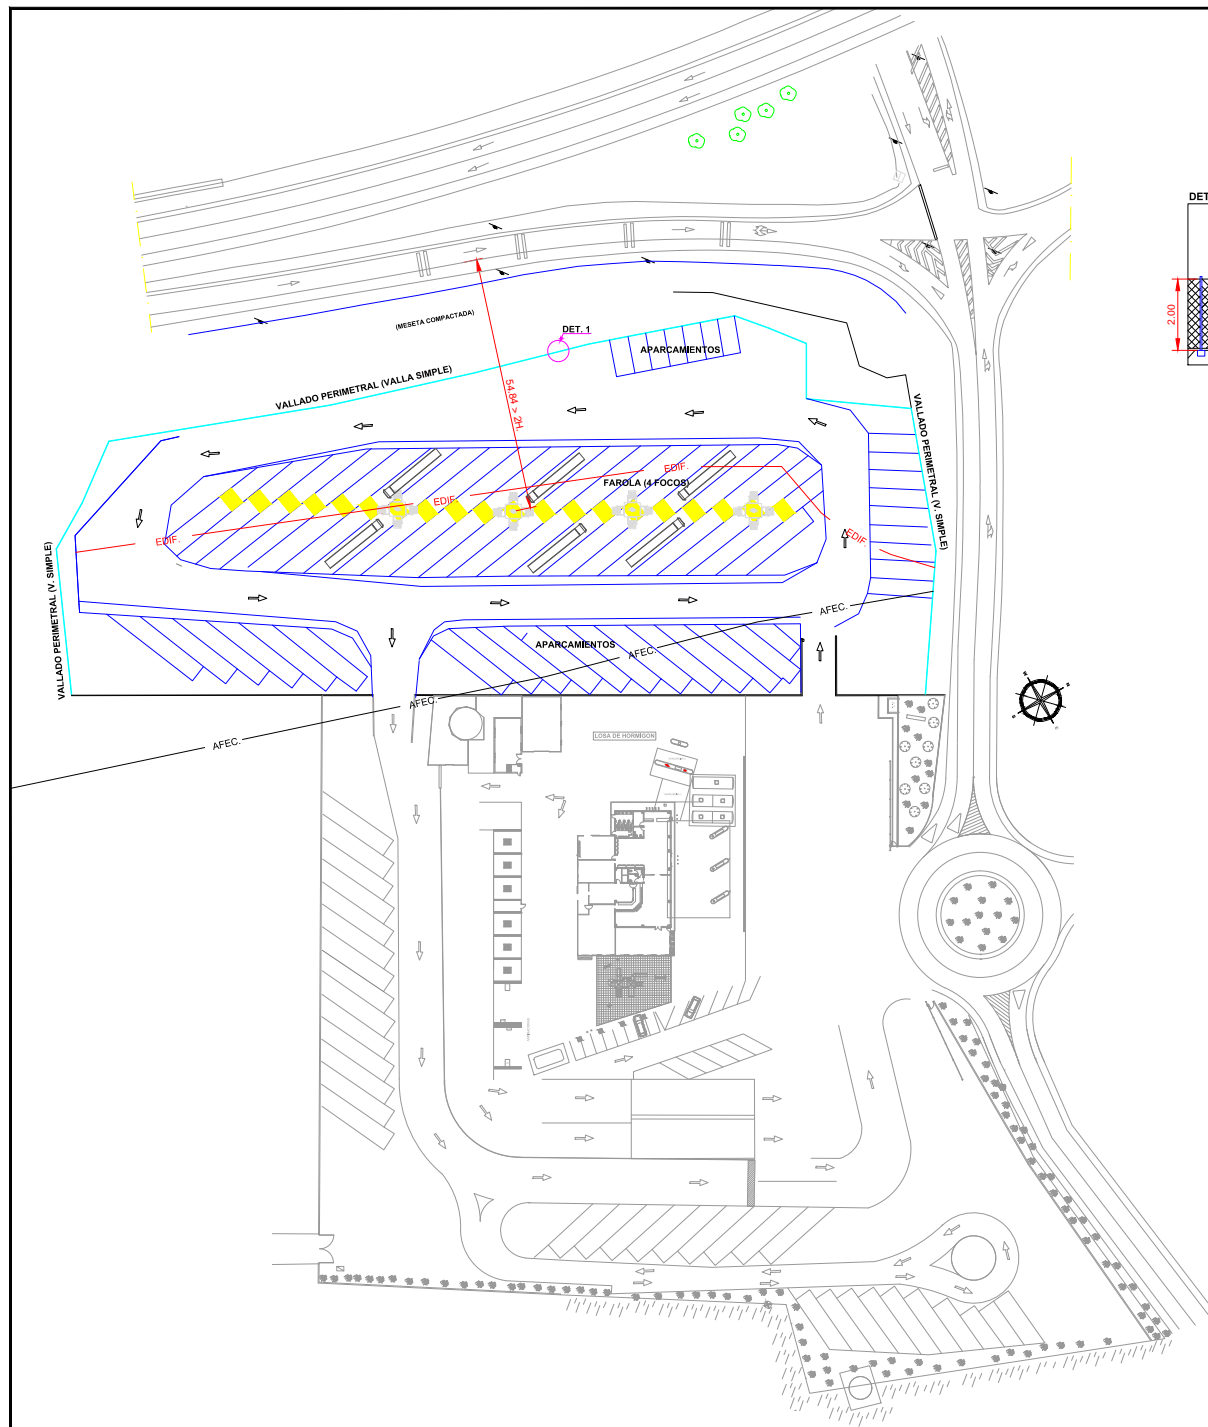 DET
2.00
(MESETA COMPACTADA)
DET. 1
APARCAMIENTOS
VALLADO PERIMETRAL (VALLA SIMPLE)
54.84 > 2H.
VALLADO PERIMETRAL (V. SIMPLE)
EDIF.
FAROLA (4 FOCOS)
EDIF.
EDIF.
EDIF.
VALLADO PERIMETRAL (V. SIMPLE)
AFEC.
APARCAMIENTOS
AFEC.
AFEC.
AFEC.
LOSA DE HORMIGON